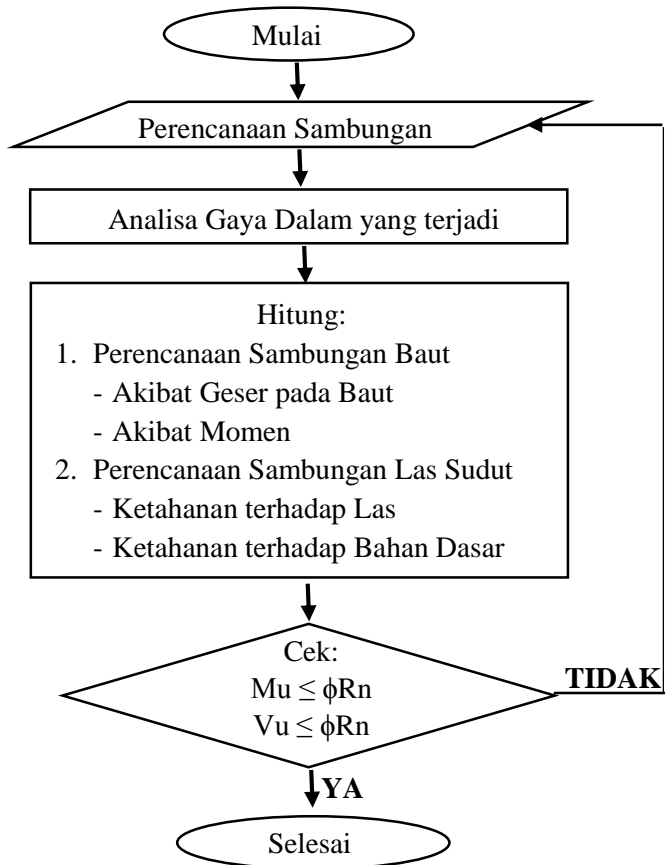 Mulai
Perencanaan Sambungan
Analisa Gaya Dalam yang terjadi
Hitung:
1. Perencanaan Sambungan Baut
- Akibat Geser pada Baut
- Akibat Momen
2. Perencanaan Sambungan Las Sudut
- Ketahanan terhadap Las
- Ketahanan terhadap Bahan Dasar
Cek:
Mu ≤ ϕRn
Vu ≤ ϕRn
TIDAK
YA
Selesai